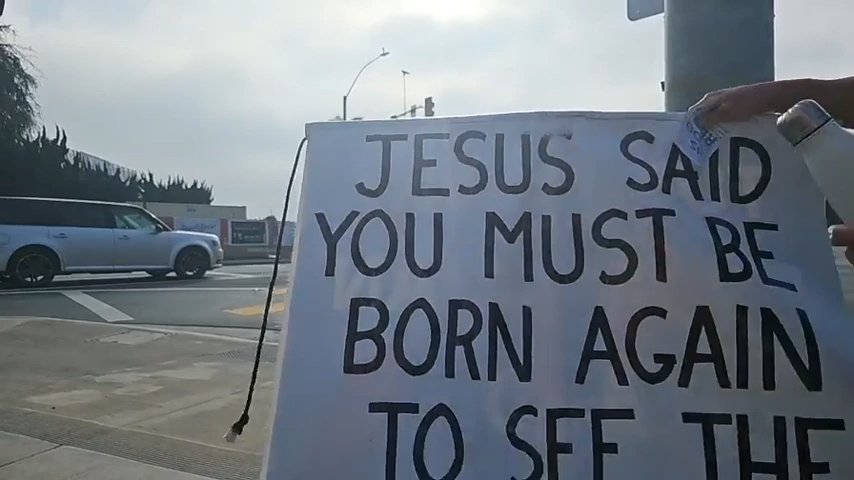 JESUS SAID
YOU MUST BE
BORN AGAIN
TO SEE THE